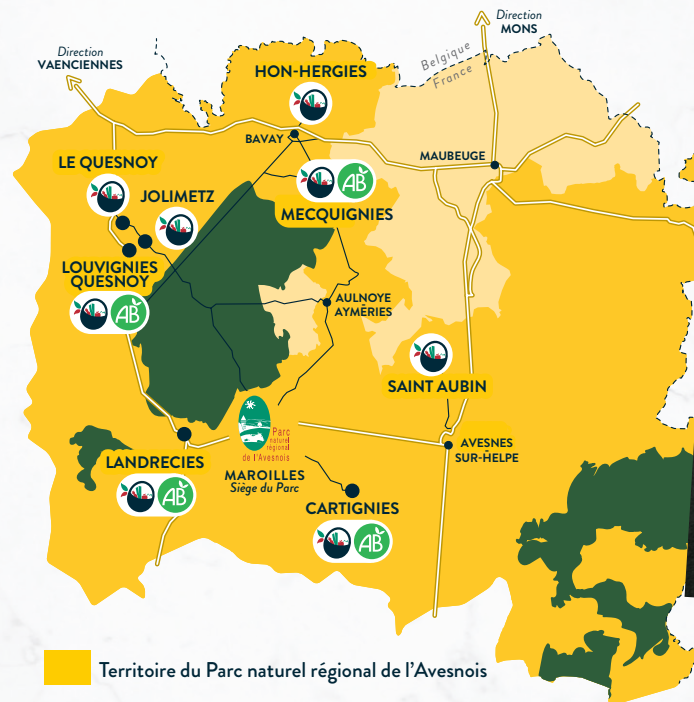 Direction
MONS
Direction
VAENCIENNES
Belgique
France
HON-HERGIES
BAVAY
MAUBEUGE
LE QUESNOY
JOLIMETZ
AB
MECQUIGNIES
LOUVIGNIES
QUESNOY
AB
AULNOYE
AYMERIES
SAINT AUBIN
Parc
naturel
régional
de l'Avesnois
AVESNES
SUR-HELPE
LANDRECIES
AB
MAROILLES
Siège du Parc
CARTIGNIES
AB
Territoire du Parc naturel régional de l'Avesnois